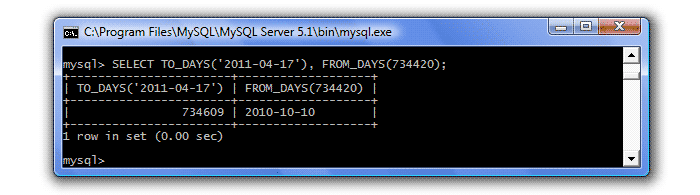 C:\Program Files\MySQL\MySQL Server 5.1\bin\mysql.exe
mysql> SELECT TO_DAYS('2011-04-17'), FROM_DAYS(734420);
+-----------------------+-------------------+
| TO_DAYS('2011-04-17') | FROM_DAYS(734420) |
+-----------------------+-------------------+
|                734609 | 2010-10-10        |
+-----------------------+-------------------+
1 row in set (0.00 sec)
mysql>